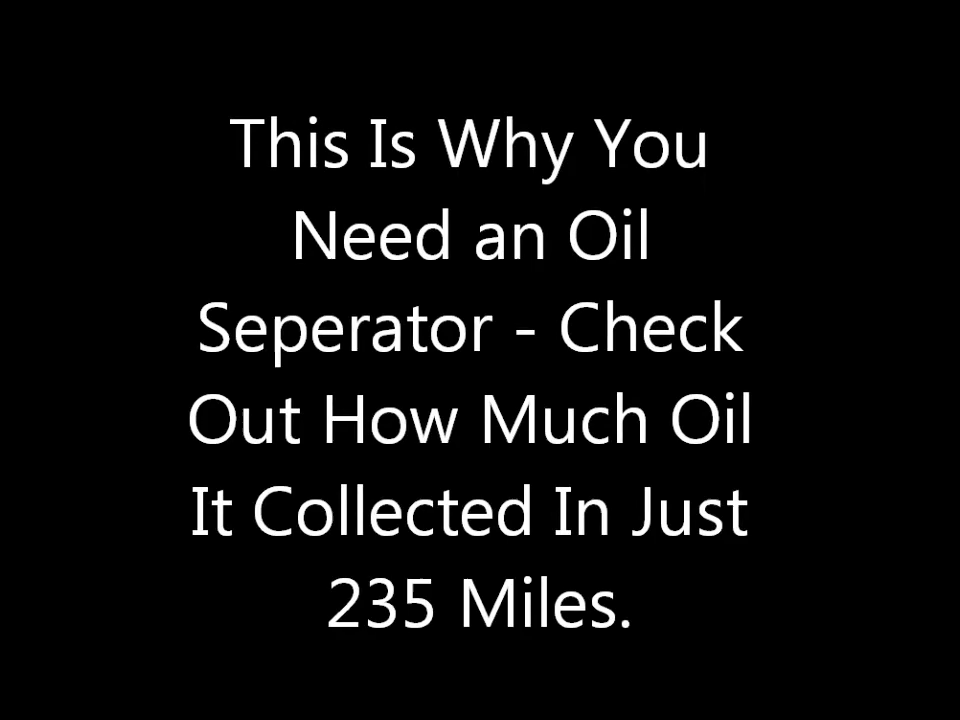 This Is Why You
Need an Oil
Seperator - Check
Out How Much Oil
It Collected In Just
235 Miles.